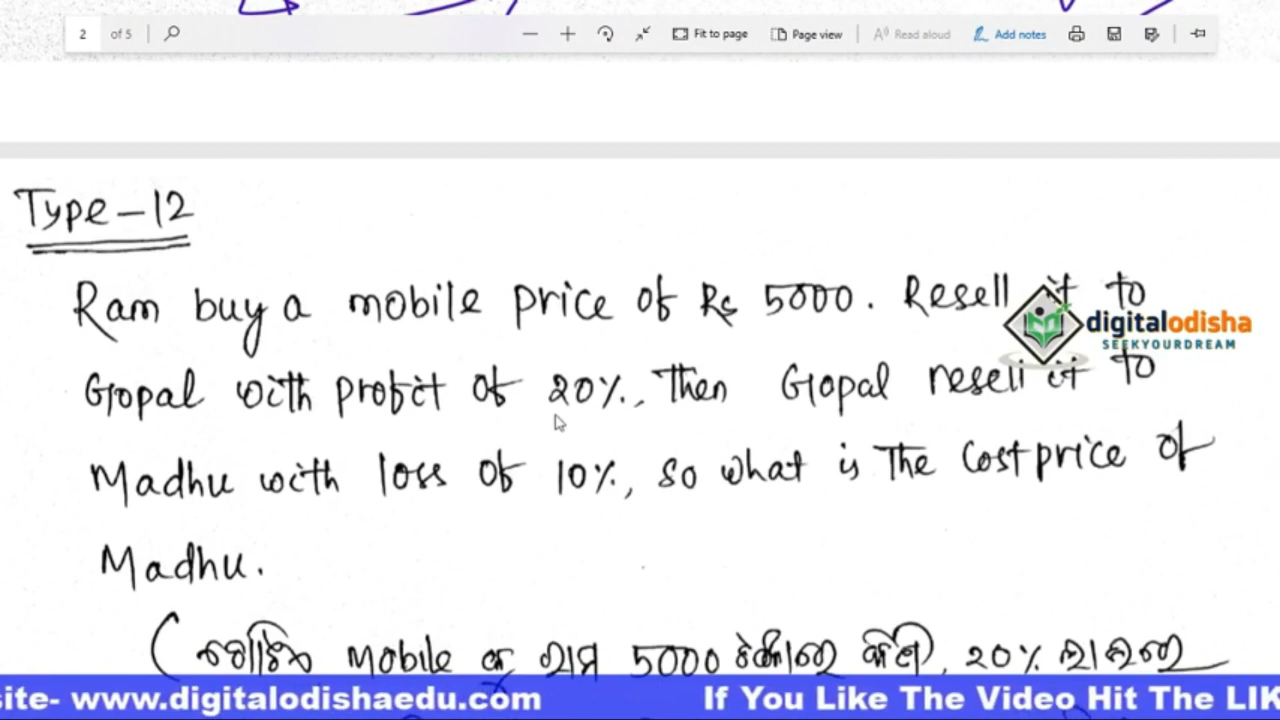 2 of 5 Fit to page Page view Read aloud Add notes
Type-12
Ram buy a mobile price of Rs 5000. Resell it to
digitalodisha
SEEKYOURDREAM
Gopal with profit of 20%, Then Gopal resell it to
Madhu with loss of 10%, so what is The Cost price of
Madhu.
( ଗୋଟିଏ mobile କୁ ରାମ 5000 ଟଙ୍କାରେ କିଣି, 20%
site- www.digitalodishaedu.com If You Like The Video Hit The LIK